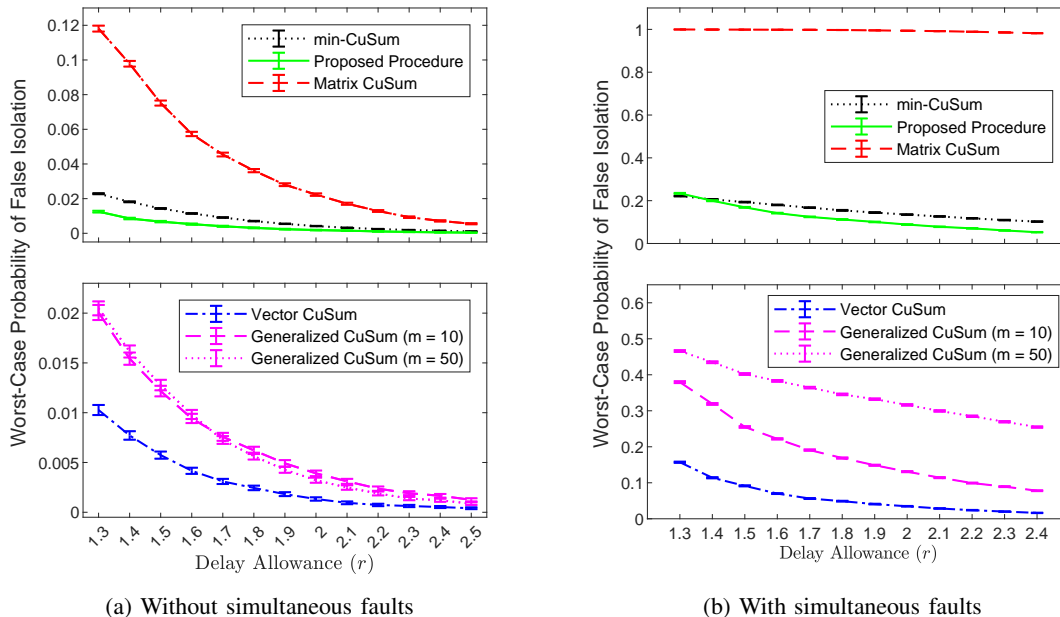 Worst-Case Probability of False Isolation
0.12
0.1
0.08
0.06
0.04
0.02
0
min-CuSum
Proposed Procedure
Matrix CuSum
0.02
0.015
0.01
0.005
0
Vector CuSum
Generalized CuSum (m = 10)
Generalized CuSum (m = 50)
1.3 1.4 1.5 1.6 1.7 1.8 1.9 2 2.1 2.2 2.3 2.4 2.5
Delay Allowance (r)
(a) Without simultaneous faults
Worst-Case Probability of False Isolation
1
0.8
0.6
0.4
0.2
0
min-CuSum
Proposed Procedure
Matrix CuSum
0.6
0.5
0.4
0.3
0.2
0.1
0
Vector CuSum
Generalized CuSum (m = 10)
Generalized CuSum (m = 50)
1.3 1.4 1.5 1.6 1.7 1.8 1.9 2 2.1 2.2 2.3 2.4
Delay Allowance (r)
(b) With simultaneous faults